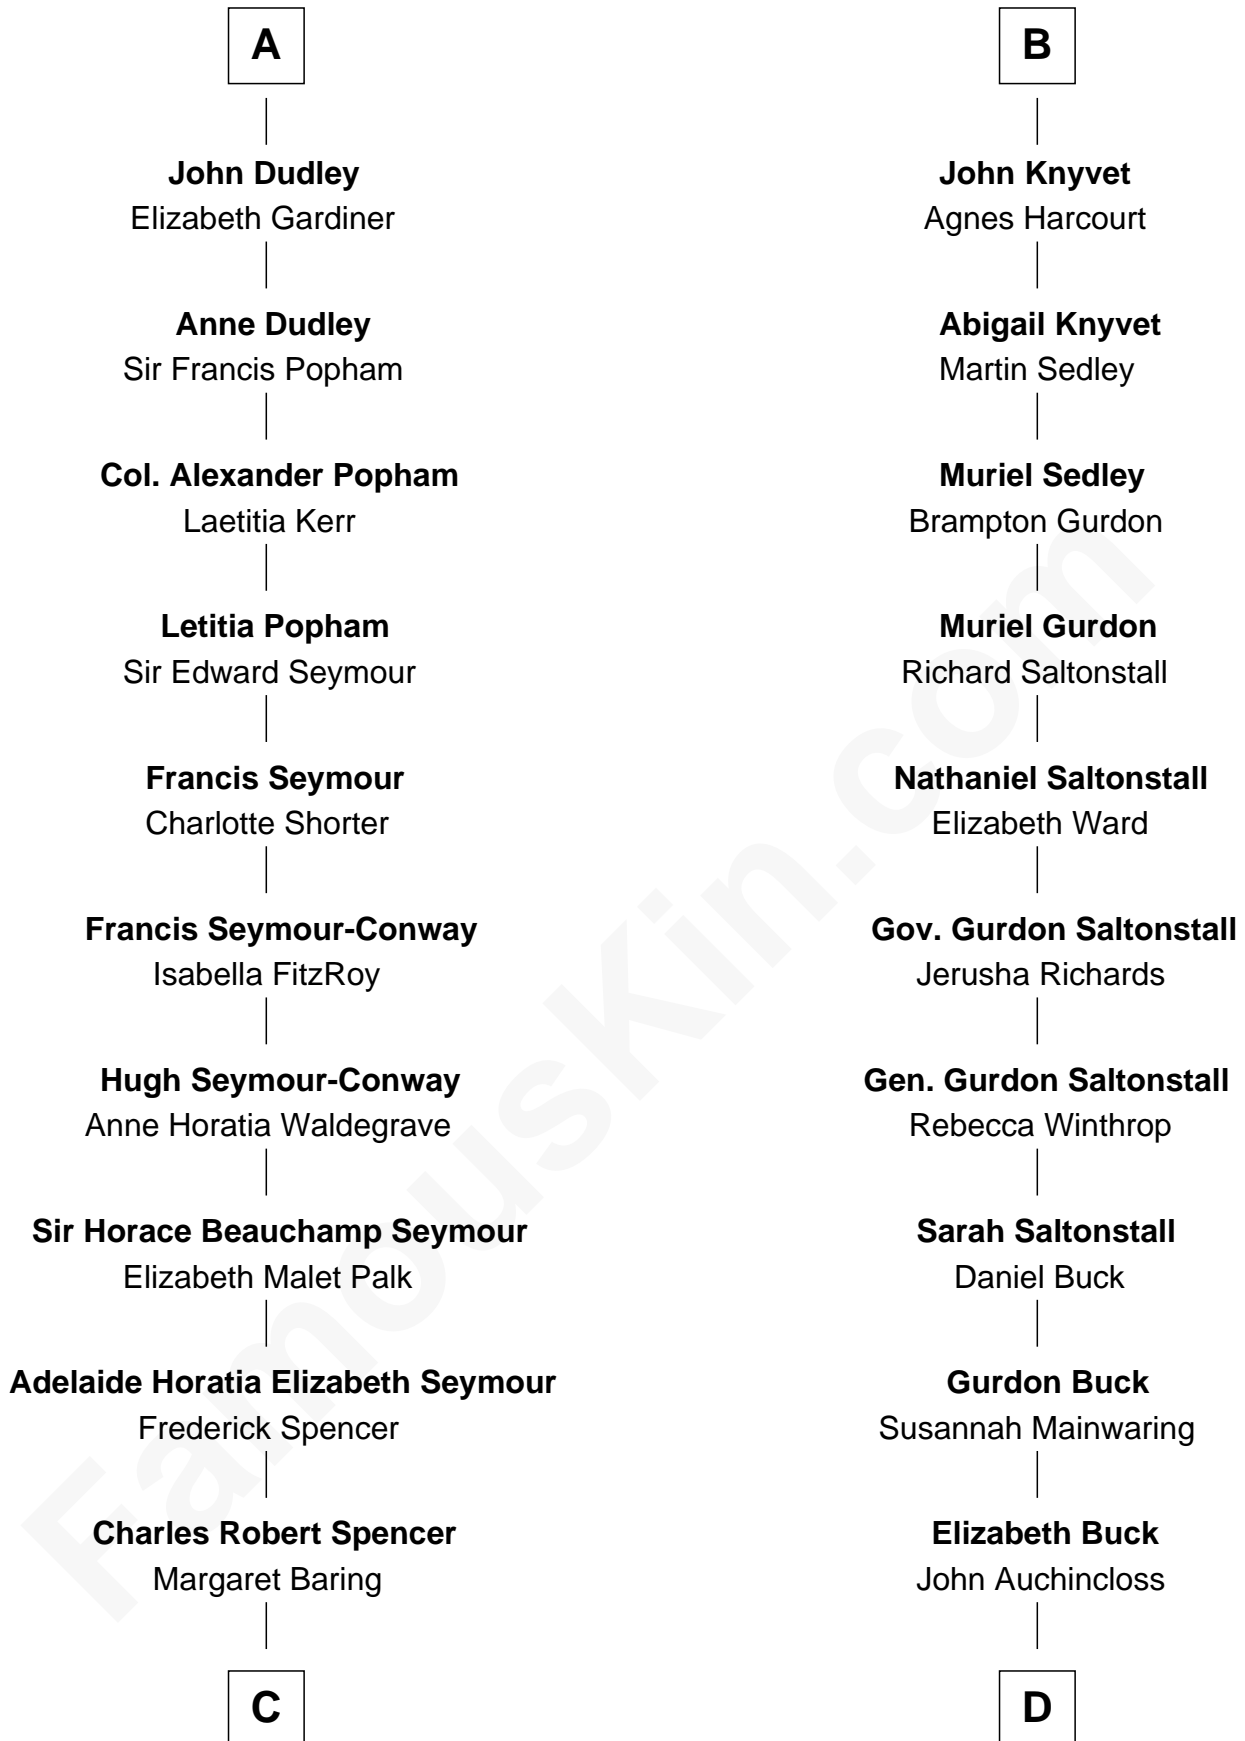 A
John Dudley
Elizabeth Gardiner
Anne Dudley
Sir Francis Popham
Col. Alexander Popham
Laetitia Kerr
Letitia Popham
Sir Edward Seymour
Francis Seymour
Charlotte Shorter
Francis Seymour-Conway
Isabella FitzRoy
Hugh Seymour-Conway
Anne Horatia Waldegrave
Sir Horace Beauchamp Seymour
Elizabeth Malet Palk
Adelaide Horatia Elizabeth Seymour
Frederick Spencer
Charles Robert Spencer
Margaret Baring
C
B
John Knyvet
Agnes Harcourt
Abigail Knyvet
Martin Sedley
Muriel Sedley
Brampton Gurdon
Muriel Gurdon
Richard Saltonstall
Nathaniel Saltonstall
Elizabeth Ward
Gov. Gurdon Saltonstall
Jerusha Richards
Gen. Gurdon Saltonstall
Rebecca Winthrop
Sarah Saltonstall
Daniel Buck
Gurdon Buck
Susannah Mainwaring
Elizabeth Buck
John Auchincloss
D
FamousKin.com